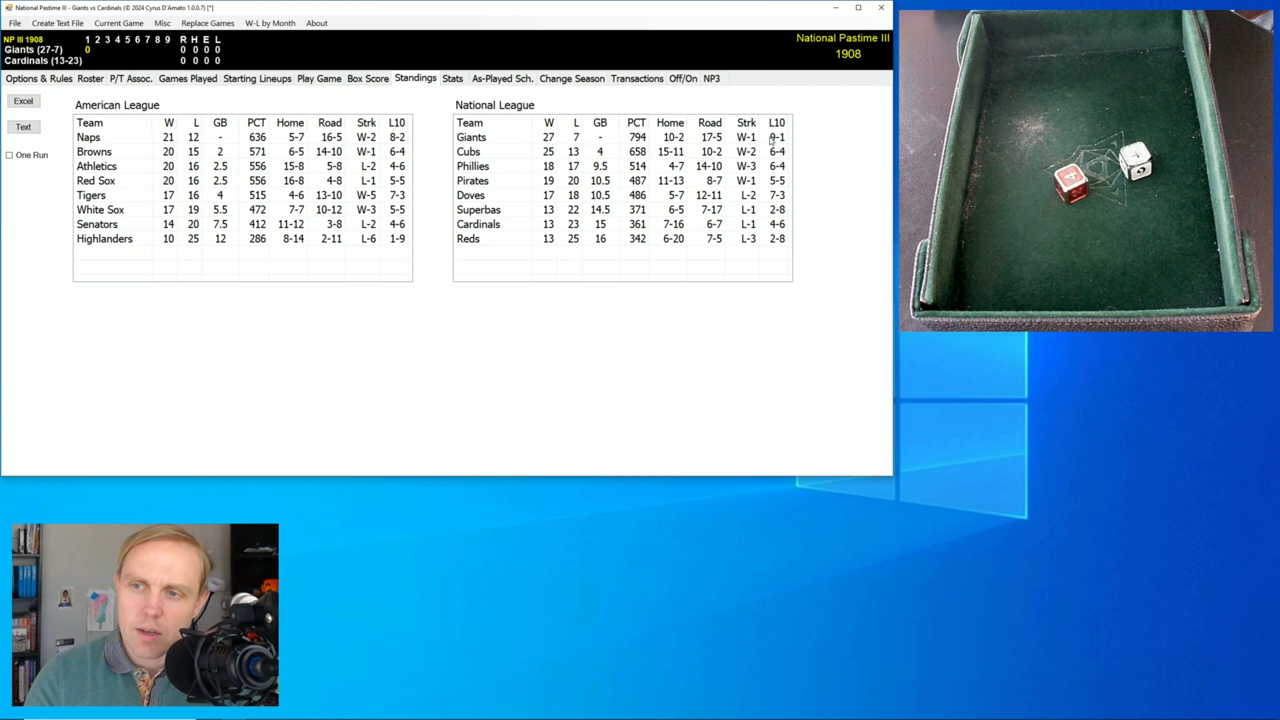 National Pastime III - Giants vs Cardinals (© 2024 Cyrus D'Amato 1.0.0.7) [*]
File Create Text File Current Game Misc Replace Games W-L by Month About
NP III 1908 1 2 3 4 5 6 7 8 9 R H E L
Giants (27-7) 0 0 0 0 0
Cardinals (13-23) 0 0 0 0
National Pastime III
1908
Options & Rules Roster P/T Assoc. Games Played Starting Lineups Play Game Box Score Standings Stats As-Played Sch. Change Season Transactions Off/On NP3
Excel
Text
One Run
American League
Team W L GB PCT Home Road Strk L10
Naps 21 12 - 636 5-7 16-5 W-2 8-2
Browns 20 15 2 571 6-5 14-10 W-1 6-4
Athletics 20 16 2.5 556 15-8 5-8 L-2 4-6
Red Sox 20 16 2.5 556 16-8 4-8 L-1 5-5
Tigers 17 16 4 515 4-6 13-10 W-5 7-3
White Sox 17 19 5.5 472 7-7 10-12 W-3 5-5
Senators 14 20 7.5 412 11-12 3-8 L-2 4-6
Highlanders 10 25 12 286 8-14 2-11 L-6 1-9
National League
Team W L GB PCT Home Road Strk L10
Giants 27 7 - 794 10-2 17-5 W-1 9-1
Cubs 25 13 4 658 15-11 10-2 W-2 6-4
Phillies 18 17 9.5 514 4-7 14-10 W-3 6-4
Pirates 19 20 10.5 487 11-13 8-7 W-1 5-5
Doves 17 18 10.5 486 5-7 12-11 L-2 7-3
Superbas 13 22 14.5 371 6-5 7-17 L-1 2-8
Cardinals 13 23 15 361 7-16 6-7 L-1 4-6
Reds 13 25 16 342 6-20 7-5 L-3 2-8